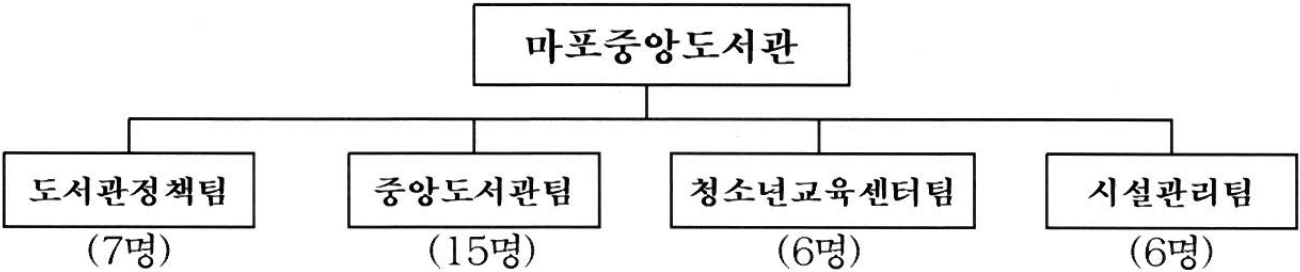 마포중앙도서관
도서관정책팀 중앙도서관팀 청소년교육센터팀 시설관리팀
(7명) (15명) (6명) (6명)